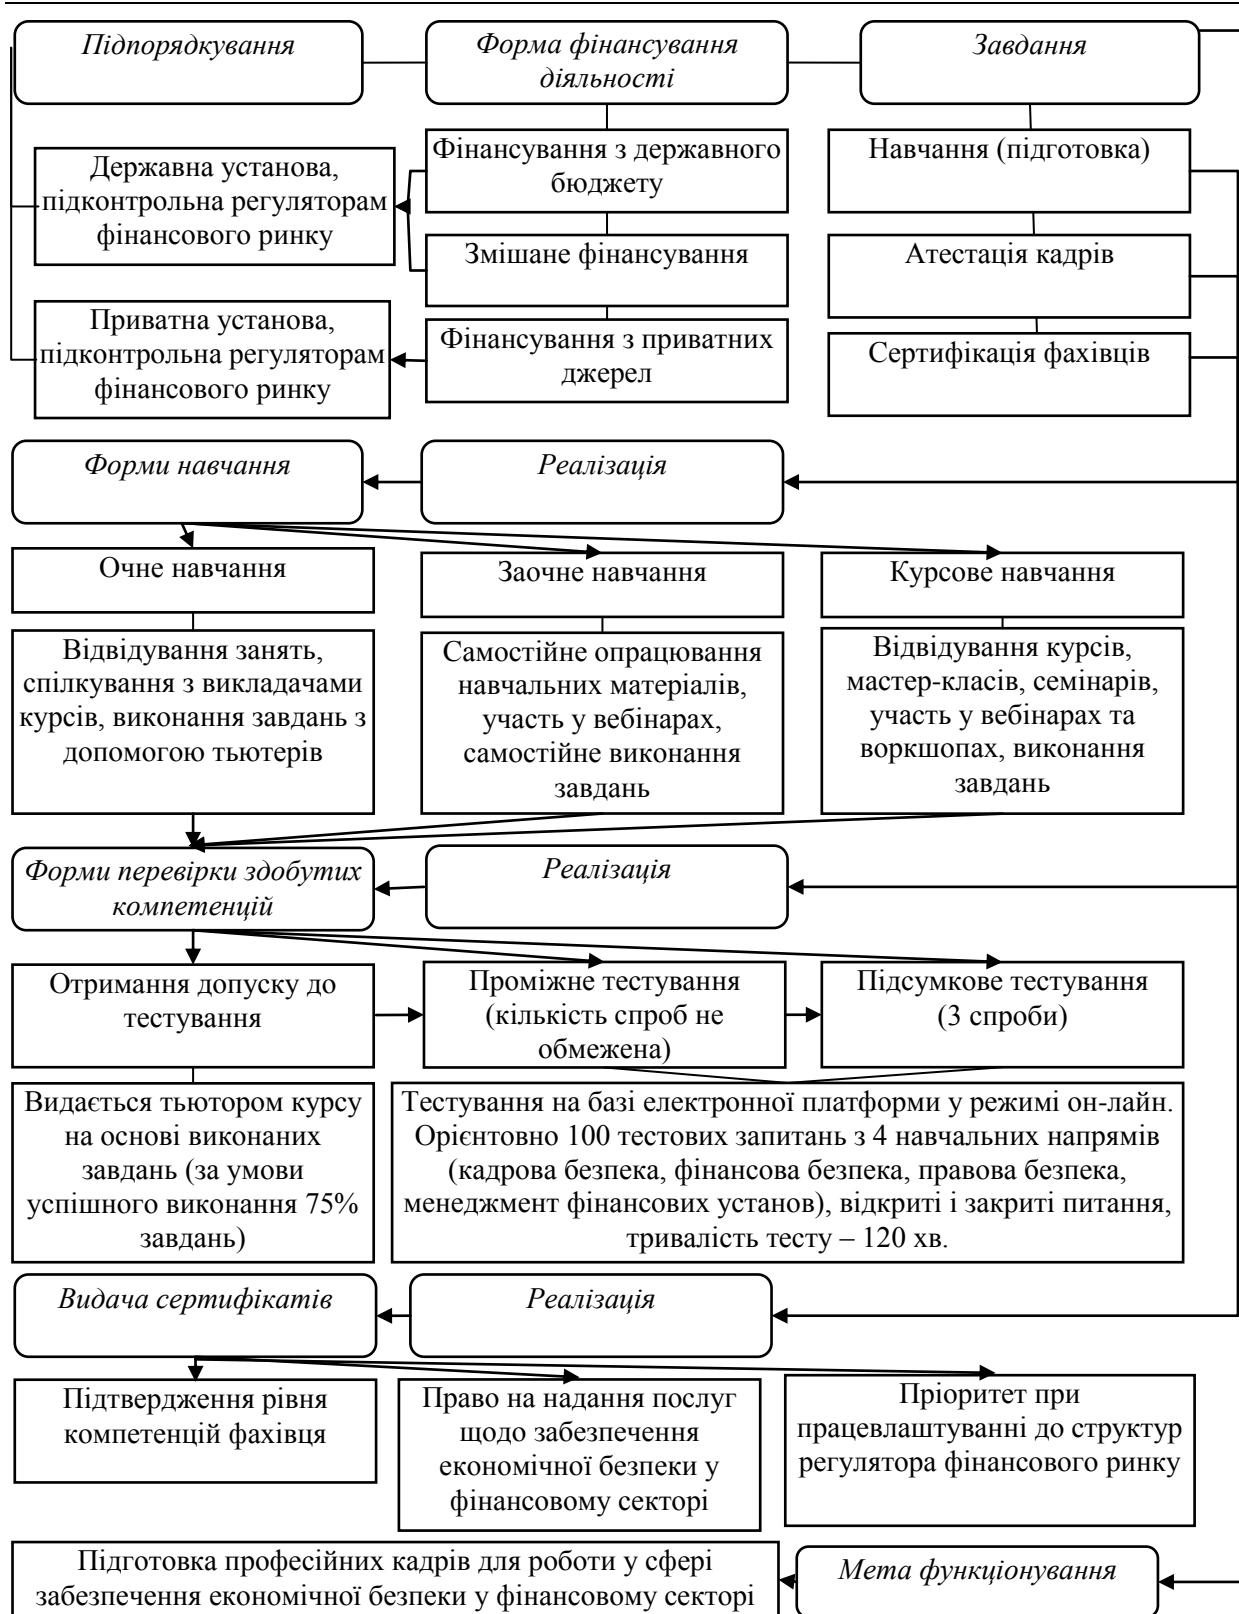 Підпорядкування
Форма фінансування
діяльності
Завдання
Державна установа,
підконтрольна регуляторам
фінансового ринку
Приватна установа,
підконтрольна регуляторам
фінансового ринку
Фінансування з державного
бюджету
Змішане фінансування
Фінансування з приватних
джерел
Навчання (підготовка)
Атестація кадрів
Сертифікація фахівців
Форми навчання
Реалізація
Очне навчання
Заочне навчання
Курсове навчання
Відвідування занять,
спілкування з викладачами
курсів, виконання завдань з
допомогою тьютерів
Самостійне опрацювання
навчальних матеріалів,
участь у вебінарах,
самостійне виконання
завдань
Відвідування курсів,
мастер-класів, семінарів,
участь у вебінарах та
воркшопах, виконання
завдань
Форми перевірки здобутих
компетенцій
Реалізація
Отримання допуску до
тестування
Проміжне тестування
(кількість спроб не
обмежена)
Підсумкове тестування
(3 спроби)
Видається тьютором курсу
на основі виконаних
завдань (за умови
успішного виконання 75%
завдань)
Тестування на базі електронної платформи у режимі он-лайн.
Орієнтовно 100 тестових запитань з 4 навчальних напрямів
(кадрова безпека, фінансова безпека, правова безпека,
менеджмент фінансових установ), відкриті і закриті питання,
тривалість тесту – 120 хв.
Видача сертифікатів
Реалізація
Підтвердження рівня
компетенцій фахівця
Право на надання послуг
щодо забезпечення
економічної безпеки у
фінансовому секторі
Пріоритет при
працевлаштуванні до структур
регулятора фінансового ринку
Підготовка професійних кадрів для роботи у сфері
забезпечення економічної безпеки у фінансовому секторі
Мета функціонування